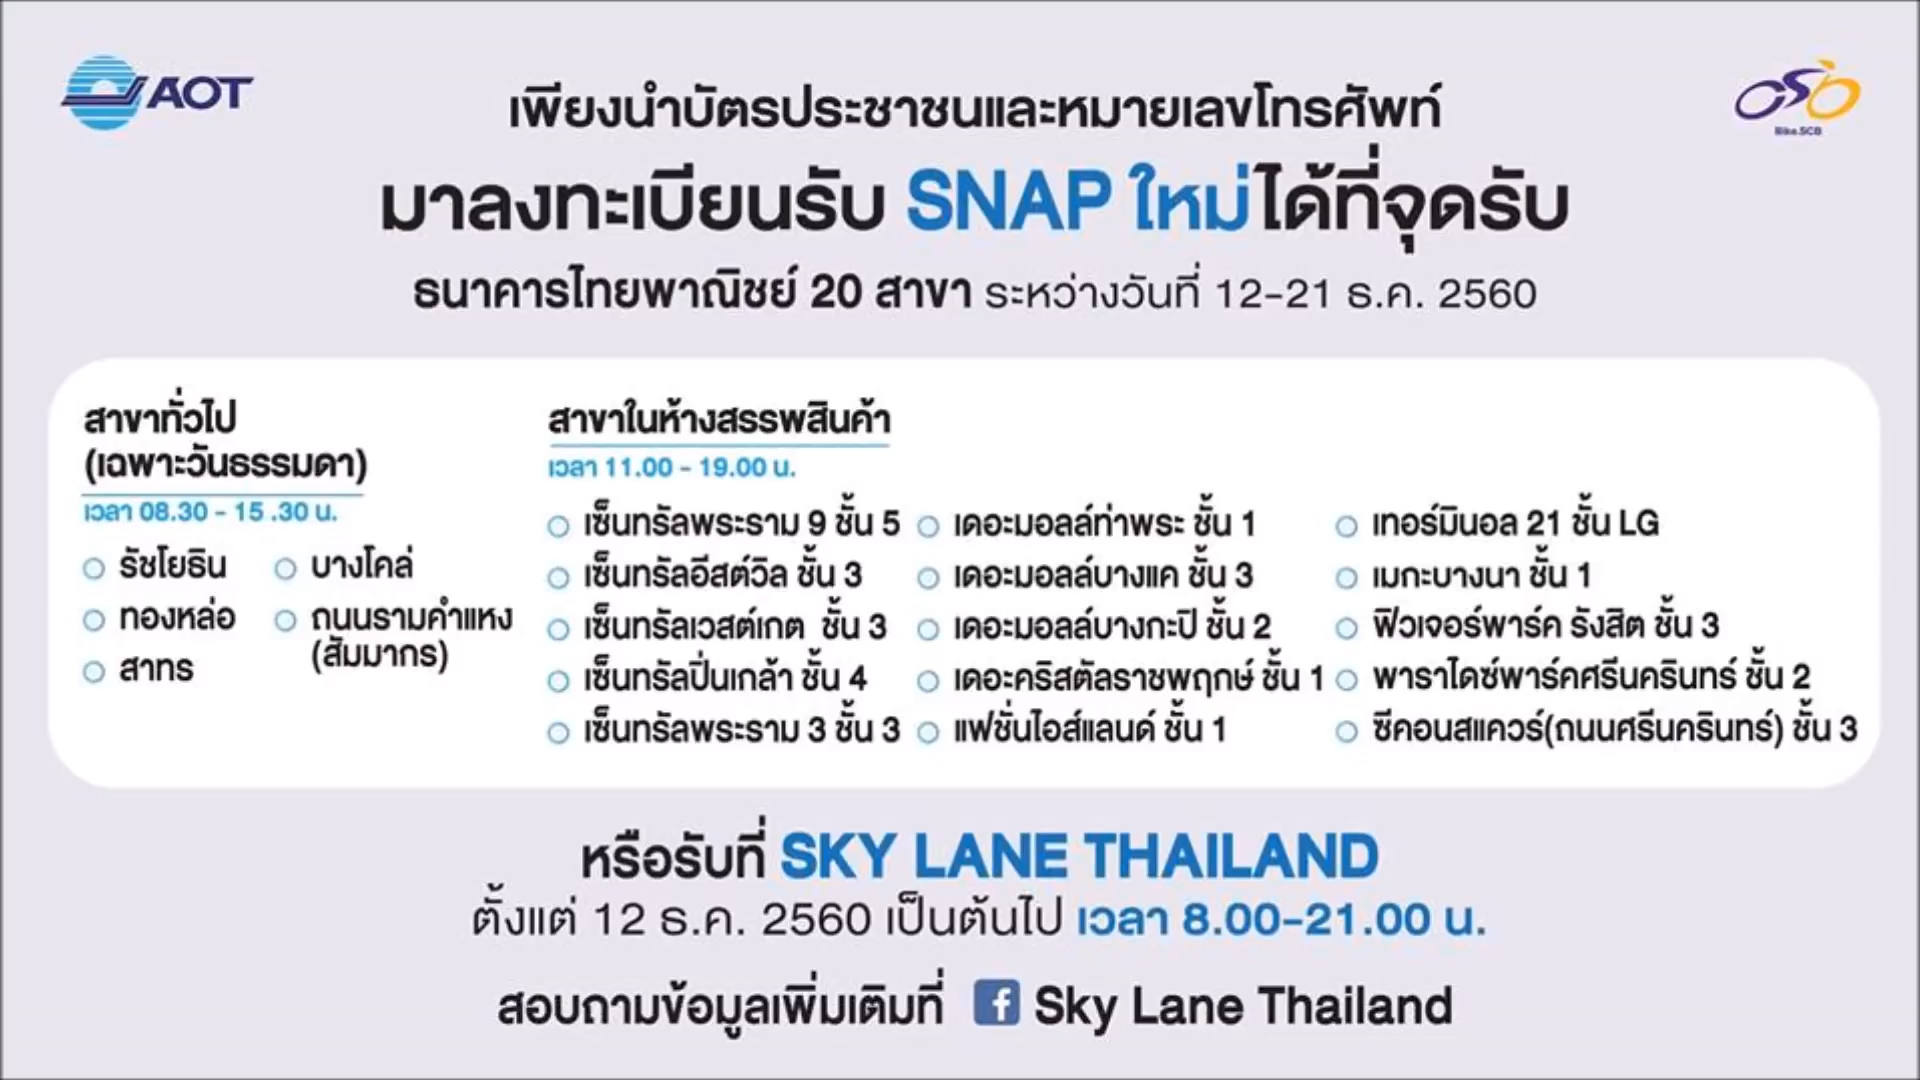 AOT
Bike.SCB
เพียงนำบัตรประชาชนและหมายเลขโทรศัพท์
มาลงทะเบียนรับ SNAP ใหม่ได้ที่จุดรับ
ธนาคารไทยพาณิชย์ 20 สาขา ระหว่างวันที่ 12-21 ธ.ค. 2560
สาขาทั่วไป
(เฉพาะวันธรรมดา)
เวลา 08.30 - 15 .30 น.
รัชโยธิน
ทองหล่อ
สาทร
บางโคล่
ถนนรามคำแหง
(สัมมากร)
สาขาในห้างสรรพสินค้า
เวลา 11.00 - 19.00 น.
เซ็นทรัลพระราม 9 ชั้น 5
เซ็นทรัลอีสต์วิล ชั้น 3
เซ็นทรัลเวสต์เกต ชั้น 3
เซ็นทรัลปิ่นเกล้า ชั้น 4
เซ็นทรัลพระราม 3 ชั้น 3
เดอะมอลล์ท่าพระ ชั้น 1
เดอะมอลล์บางแค ชั้น 3
เดอะมอลล์บางกะปิ ชั้น 2
เดอะคริสตัลราชพฤกษ์ ชั้น 1
แฟชั่นไอส์แลนด์ ชั้น 1
เทอร์มินอล 21 ชั้น LG
เมกะบางนา ชั้น 1
ฟิวเจอร์พาร์ค รังสิต ชั้น 3
พาราไดซ์พาร์คศรีนครินทร์ ชั้น 2
ซีคอนสแควร์(ถนนศรีนครินทร์) ชั้น 3
หรือรับที่ SKY LANE THAILAND
ตั้งแต่ 12 ธ.ค. 2560 เป็นต้นไป เวลา 8.00-21.00 น.
สอบถามข้อมูลเพิ่มเติมที่ f Sky Lane Thailand